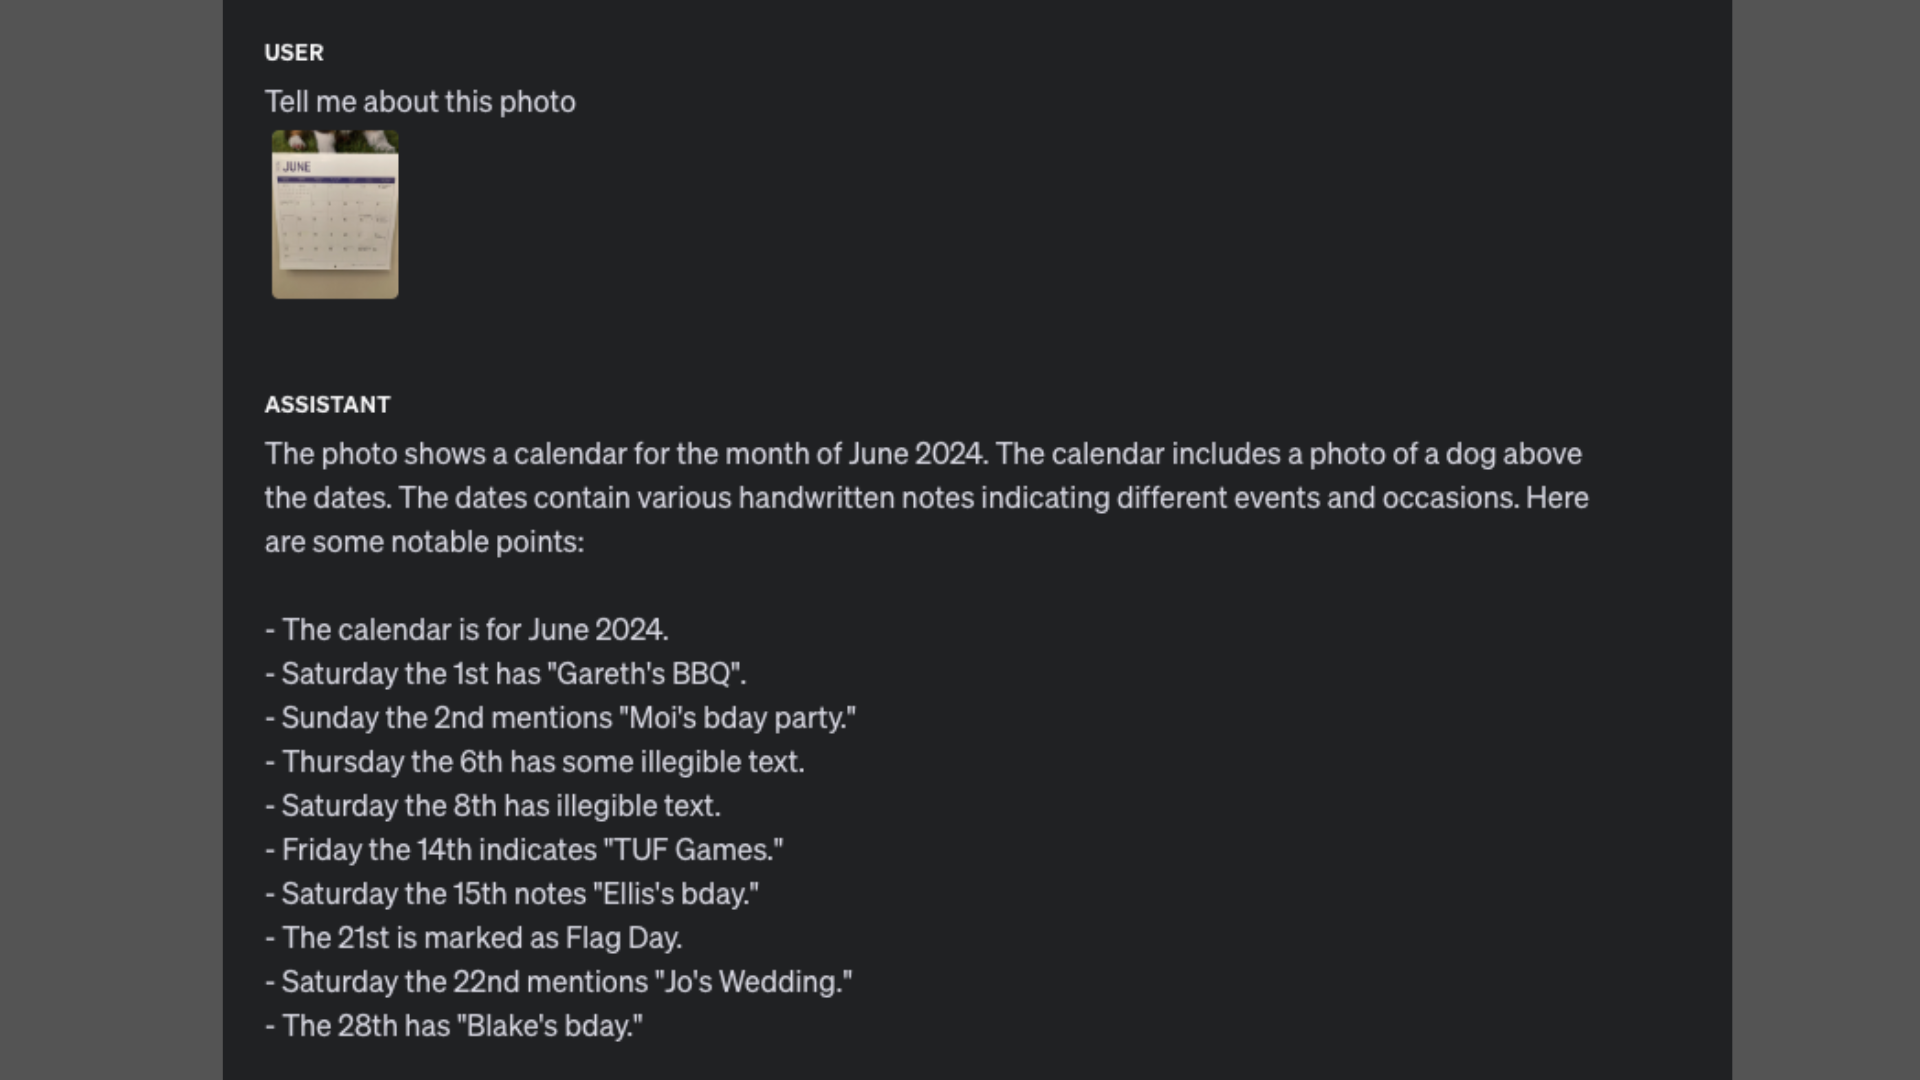 USER
Tell me about this photo
JUNE
ASSISTANT
The photo shows a calendar for the month of June 2024. The calendar includes a photo of a dog above
the dates. The dates contain various handwritten notes indicating different events and occasions. Here
are some notable points:
- The calendar is for June 2024.
- Saturday the 1st has "Gareth's BBQ".
- Sunday the 2nd mentions "Moi's bday party."
- Thursday the 6th has some illegible text.
- Saturday the 8th has illegible text.
- Friday the 14th indicates "TUF Games."
- Saturday the 15th notes "Ellis's bday."
- The 21st is marked as Flag Day.
- Saturday the 22nd mentions "Jo's Wedding."
- The 28th has "Blake's bday."